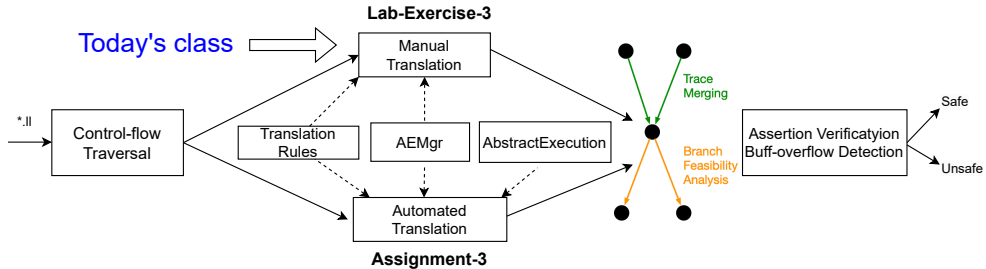 Lab-Exercise-3
Today's class
Manual
Translation
*.ll
Control-flow
Traversal
Translation
Rules
AEMgr
AbstractExecution
Automated
Translation
Assignment-3
Trace
Merging
Branch
Feasibility
Analysis
Assertion Verificatyion
Buff-overflow Detection
Safe
Unsafe